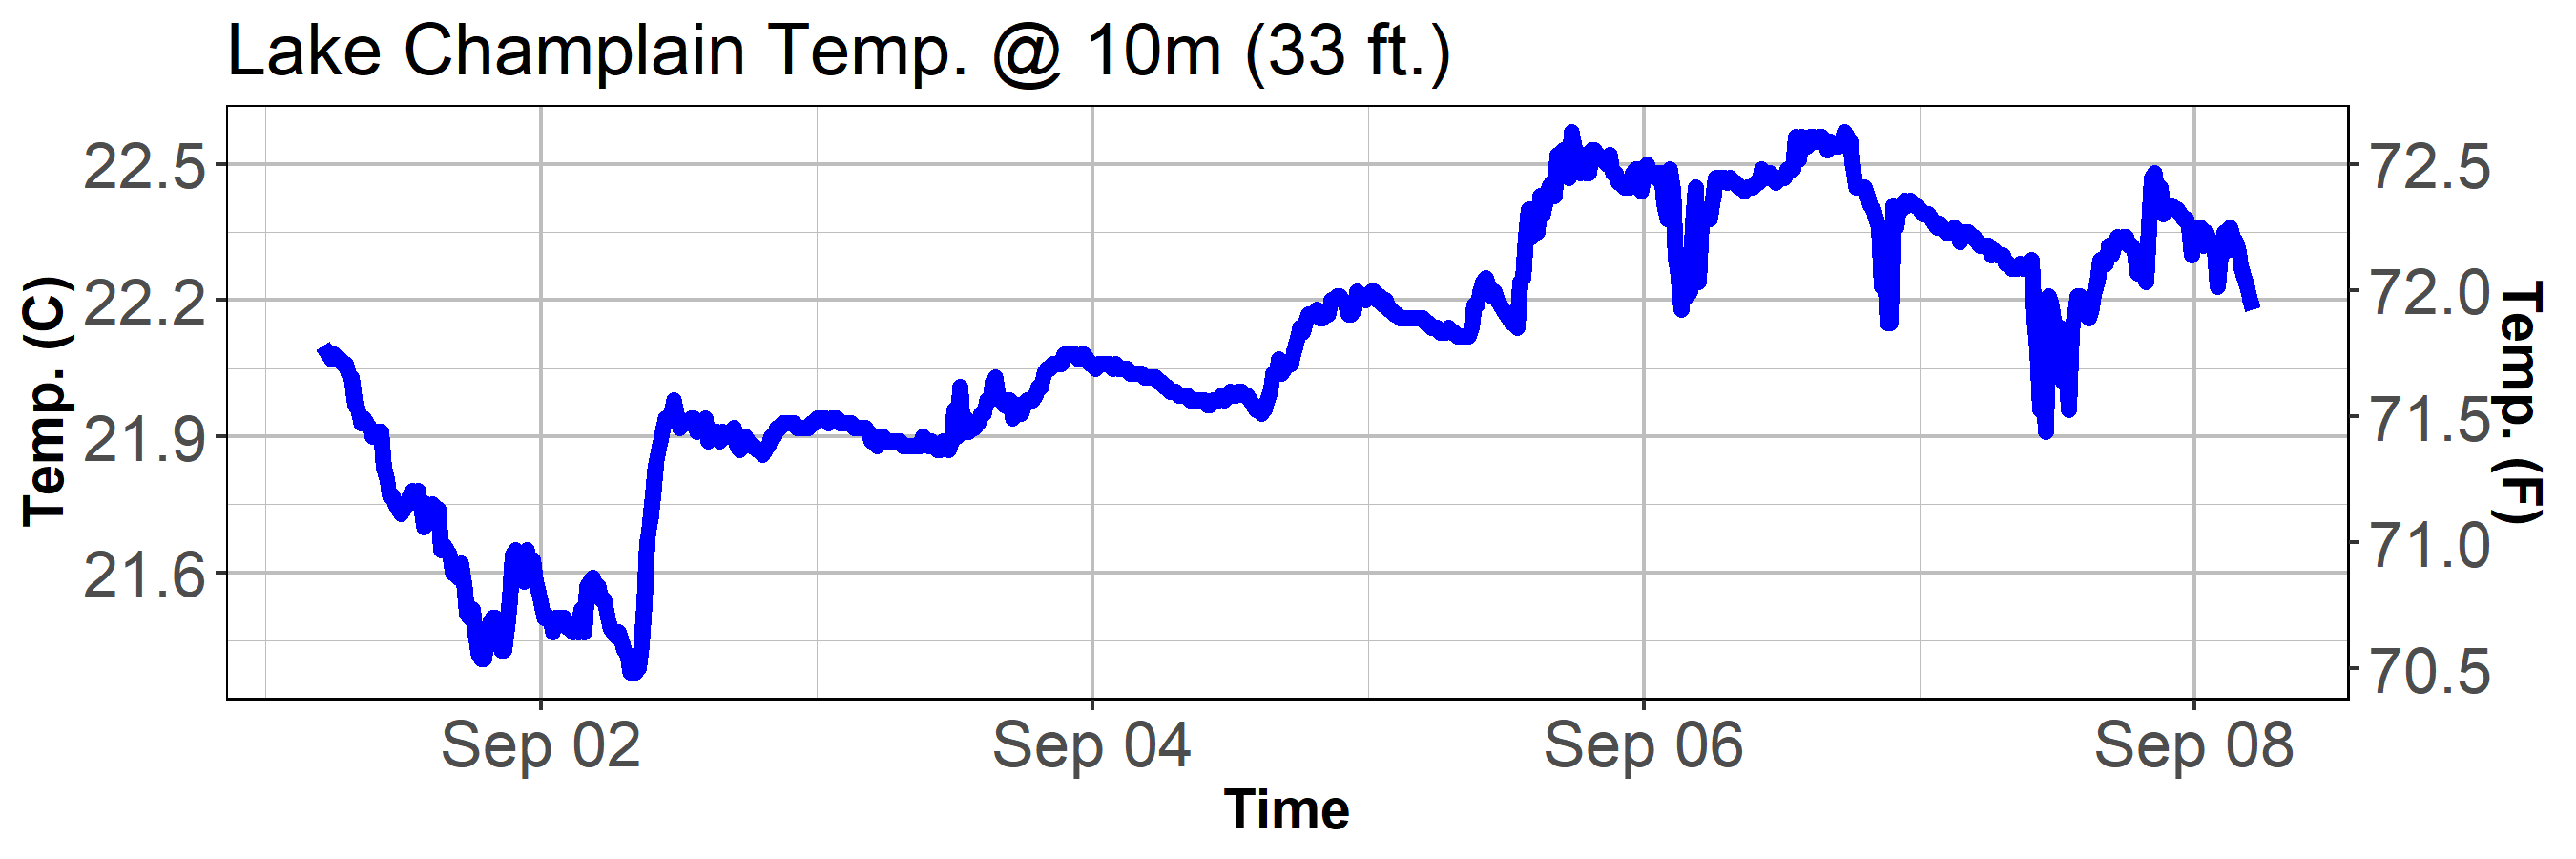 Lake Champlain Temp. @ 10m (33 ft.)
Temp. (C)
22.5
22.2
21.9
21.6
72.5
72.0
71.5
71.0
70.5
Temp. (F)
Sep 02
Sep 04
Sep 06
Sep 08
Time